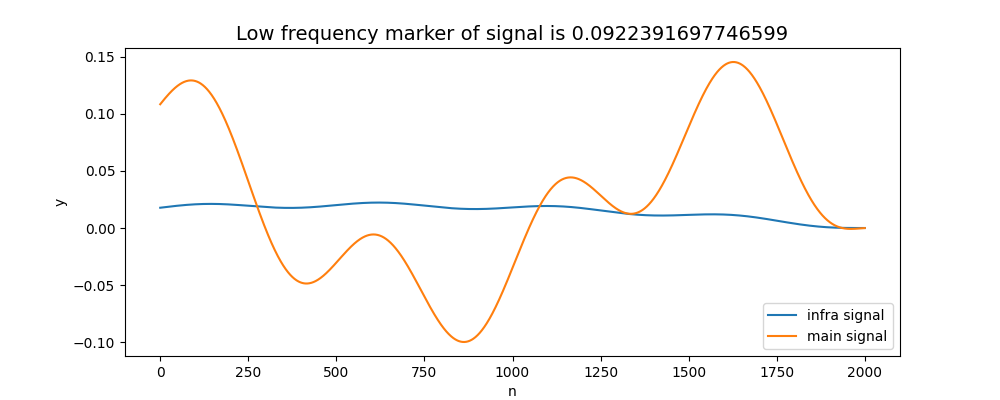 Low frequency marker of signal is 0.0922391697746599
0.15
0.10
0.05
0.00
−0.05
−0.10
y
infra signal
main signal
0 250 500 750 1000 1250 1500 1750 2000
n